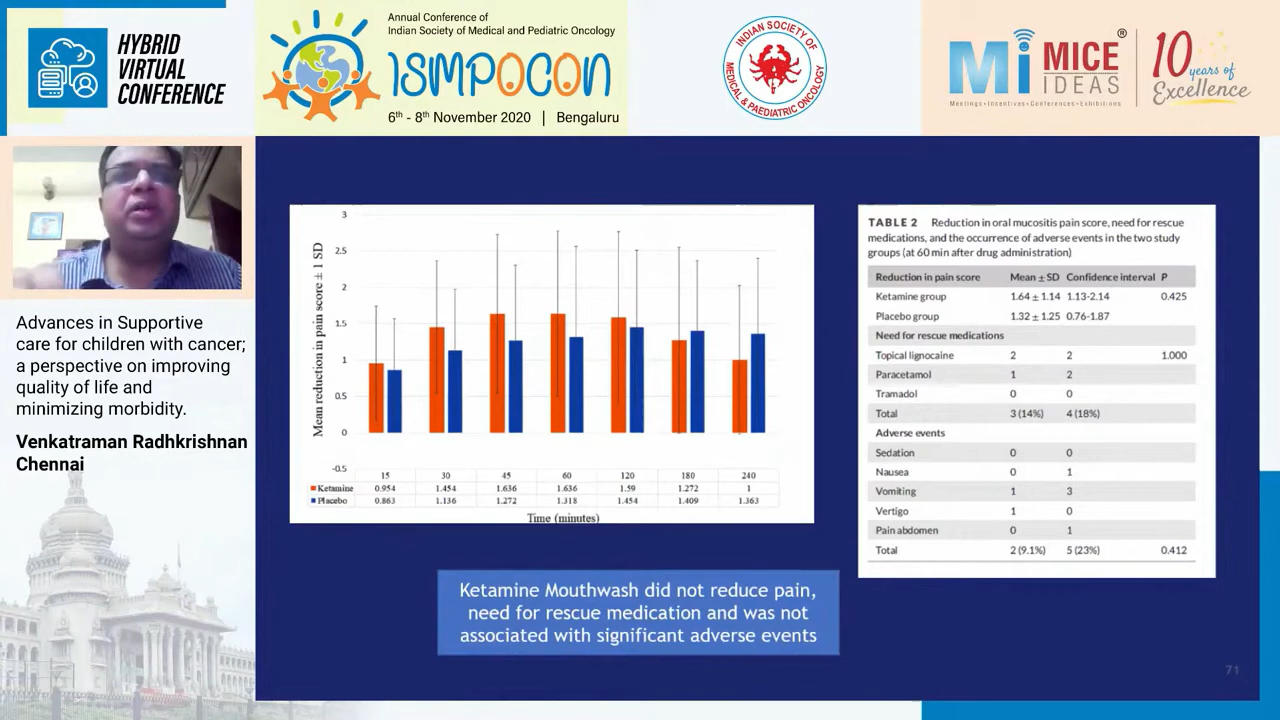 HYBRID
VIRTUAL
CONFERENCE
Annual Conference of
Indian Society of Medical and Pediatric Oncology
ISMPOCON
6th - 8th November 2020 | Bengaluru
INDIAN SOCIETY OF
MEDICAL & PAEDIATRIC ONCOLOGY
Mi MICE
IDEAS
®
Meetings • Incentives • Conferences • Exhibitions
10
years of
Excellence
Advances in Supportive
care for children with cancer;
a perspective on improving
quality of life and
minimizing morbidity.
Venkatraman Radhkrishnan
Chennai
Mean reduction in pain score ± 1 SD
3
2.5
2
1.5
1
0.5
0
-0.5
15 30 45 60 120 180 240
Ketamine 0.954 1.454 1.636 1.636 1.59 1.272 1
Placebo 0.863 1.136 1.272 1.318 1.454 1.409 1.363
Time (minutes)
TABLE 2 Reduction in oral mucositis pain score, need for rescue
medications, and the occurrence of adverse events in the two study
groups (at 60 min after drug administration)
Reduction in pain score Mean ± SD Confidence interval P
Ketamine group 1.64 ± 1.14 1.13-2.14 0.425
Placebo group 1.32 ± 1.25 0.76-1.87
Need for rescue medications
Topical lignocaine 2 2 1.000
Paracetamol 1 2
Tramadol 0 0
Total 3 (14%) 4 (18%)
Adverse events
Sedation 0 0
Nausea 0 1
Vomiting 1 3
Vertigo 1 0
Pain abdomen 0 1
Total 2 (9.1%) 5 (23%) 0.412
Ketamine Mouthwash did not reduce pain,
need for rescue medication and was not
associated with significant adverse events
71